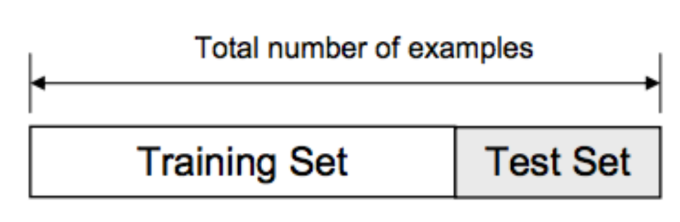 Total number of examples
Training Set
Test Set